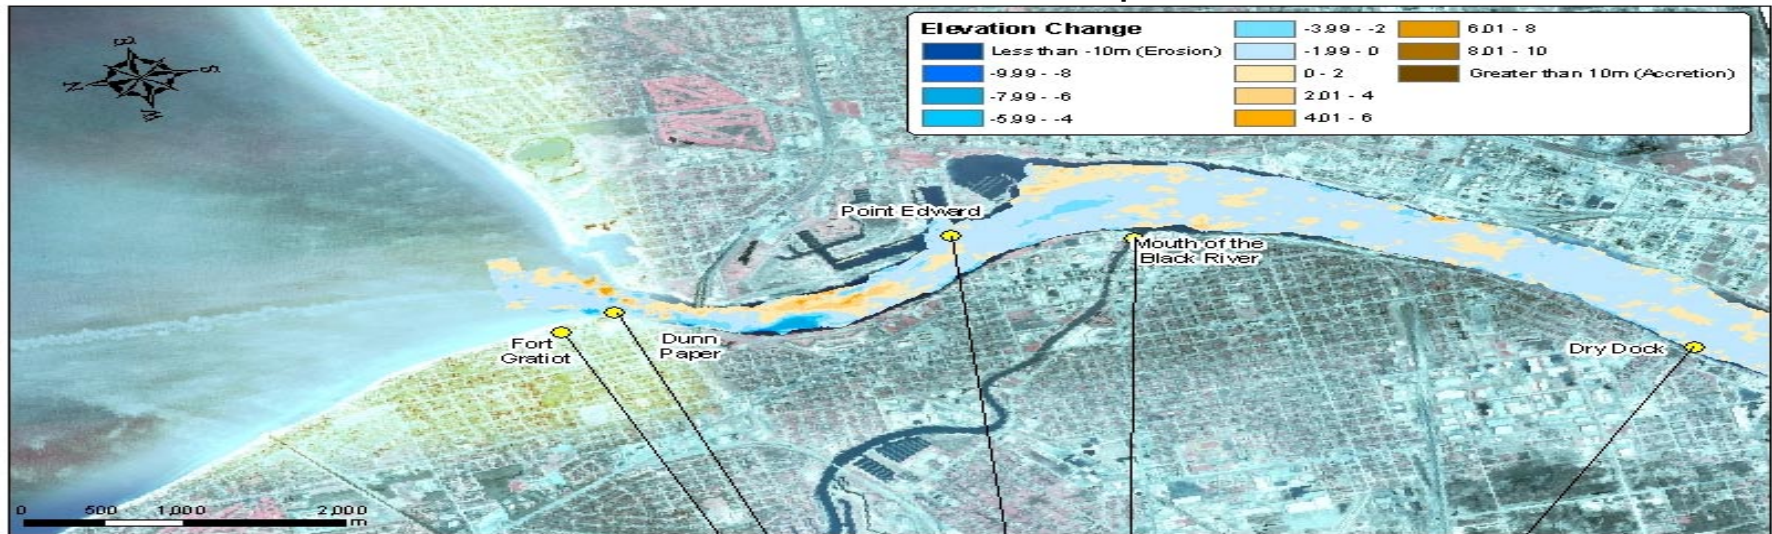 Elevation Change
Less than -10m (Erosion)
-9.99 - -8
-7.99 - -6
-5.99 - -4
-3.99 - -2
-1.99 - 0
0 - 2
2.01 - 4
4.01 - 6
6.01 - 8
8.01 - 10
Greater than 10m (Accretion)
E
N
S
W
Point Edward
Mouth of the
Black River
Fort
Gratiot
Dunn
Paper
Dry Dock
0 500 1,000 2,000
m